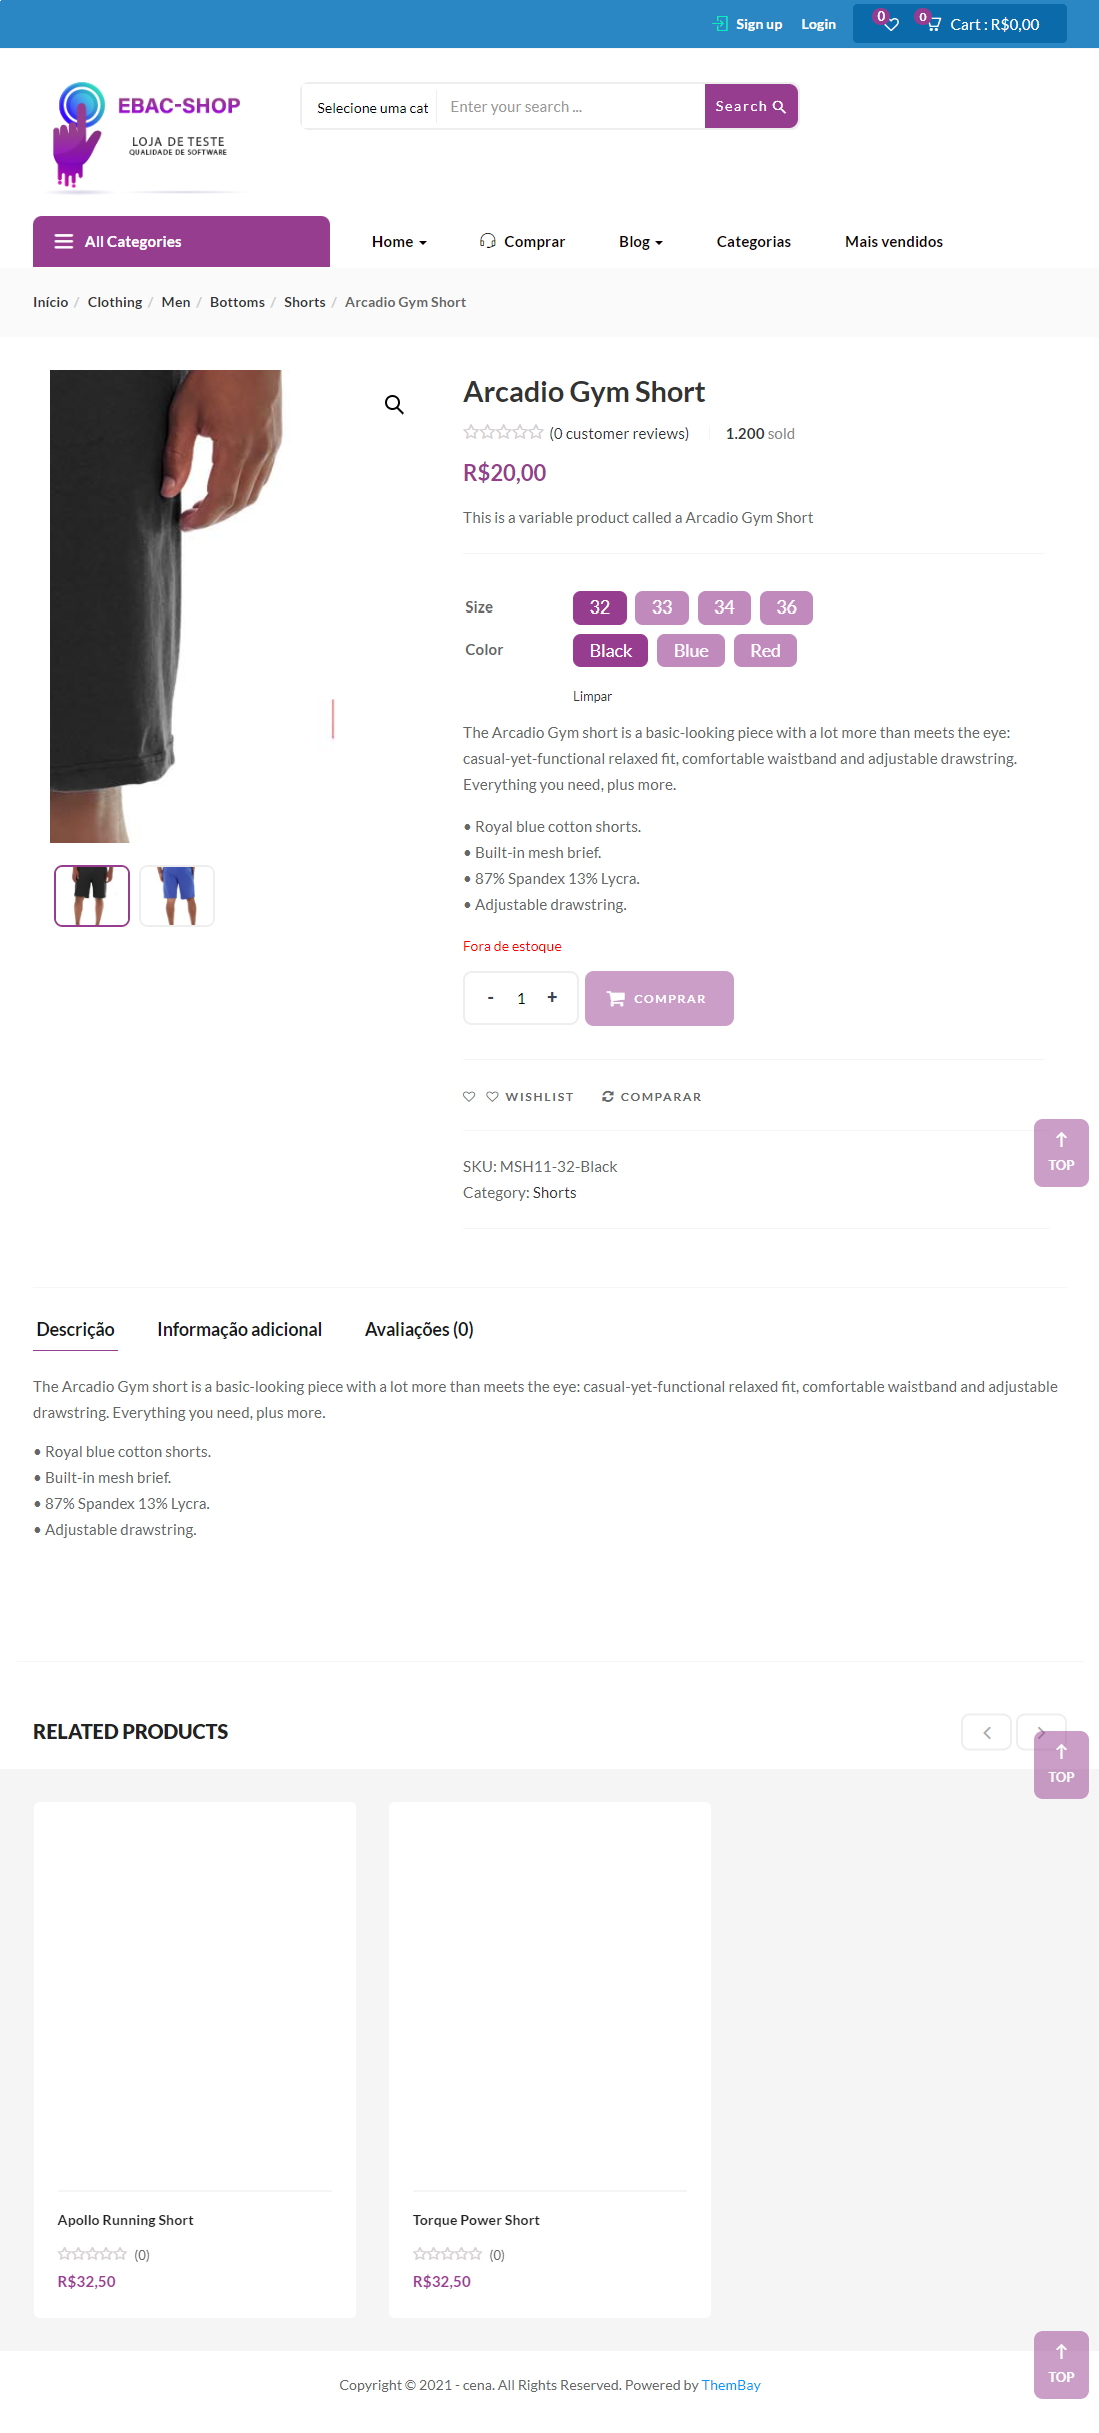 Sign up Login 0 0 Cart : R$0,00
EBAC-SHOP
LOJA DE TESTE
QUALIDADE DE SOFTWARE
Selecione uma cat Enter your search ... Search
All Categories Home Comprar Blog Categorias Mais vendidos
Início / Clothing / Men / Bottoms / Shorts / Arcadio Gym Short
Arcadio Gym Short
(0 customer reviews) 1.200 sold
R$20,00
This is a variable product called a Arcadio Gym Short
Size 32 33 34 36
Color Black Blue Red
Limpar
The Arcadio Gym short is a basic-looking piece with a lot more than meets the eye:
casual-yet-functional relaxed fit, comfortable waistband and adjustable drawstring.
Everything you need, plus more.
• Royal blue cotton shorts.
• Built-in mesh brief.
• 87% Spandex 13% Lycra.
• Adjustable drawstring.
Fora de estoque
- 1 + COMPRAR
WISHLIST COMPARAR
TOP
SKU: MSH11-32-Black
Category: Shorts
Descrição Informação adicional Avaliações (0)
The Arcadio Gym short is a basic-looking piece with a lot more than meets the eye: casual-yet-functional relaxed fit, comfortable waistband and adjustable
drawstring. Everything you need, plus more.
• Royal blue cotton shorts.
• Built-in mesh brief.
• 87% Spandex 13% Lycra.
• Adjustable drawstring.
RELATED PRODUCTS
TOP
Apollo Running Short
(0)
R$32,50
Torque Power Short
(0)
R$32,50
TOP
Copyright © 2021 - cena. All Rights Reserved. Powered by ThemBay